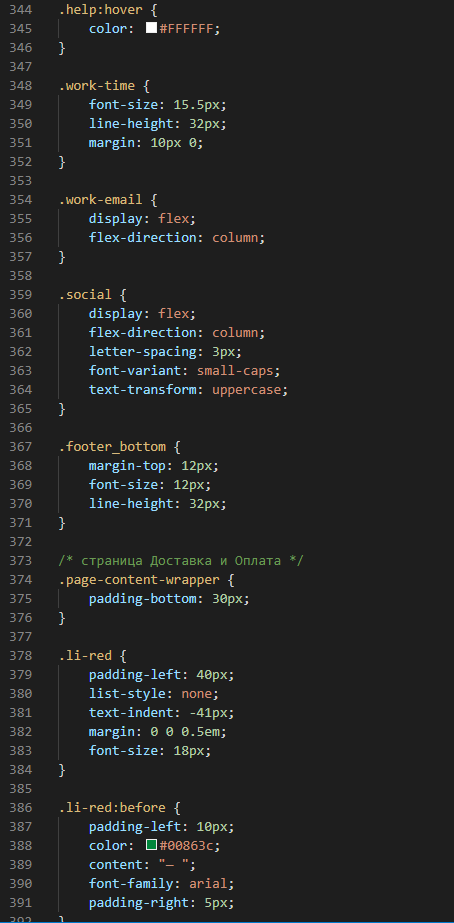 344 .help:hover {
345     color: #FFFFFF;
346 }
347
348 .work-time {
349     font-size: 15.5px;
350     line-height: 32px;
351     margin: 10px 0;
352 }
353
354 .work-email {
355     display: flex;
356     flex-direction: column;
357 }
358
359 .social {
360     display: flex;
361     flex-direction: column;
362     letter-spacing: 3px;
363     font-variant: small-caps;
364     text-transform: uppercase;
365 }
366
367 .footer_bottom {
368     margin-top: 12px;
369     font-size: 12px;
370     line-height: 32px;
371 }
372
373 /* страница Доставка и Оплата */
374 .page-content-wrapper {
375     padding-bottom: 30px;
376 }
377
378 .li-red {
379     padding-left: 40px;
380     list-style: none;
381     text-indent: -41px;
382     margin: 0 0 0.5em;
383     font-size: 18px;
384 }
385
386 .li-red:before {
387     padding-left: 10px;
388     color: #00863c;
389     content: "— ";
390     font-family: arial;
391     padding-right: 5px;
392 }